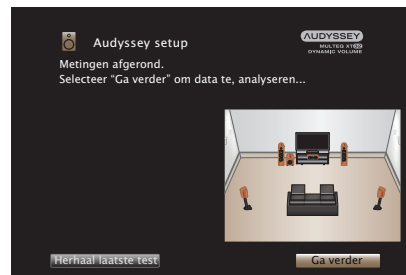 Audyssey setup
AUDYSSEY
MULTEQ XT32
DYNAMIC VOLUME
Metingen afgerond.
Selecteer “Ga verder” om data te, analyseren...
Herhaal laatste test
Ga verder